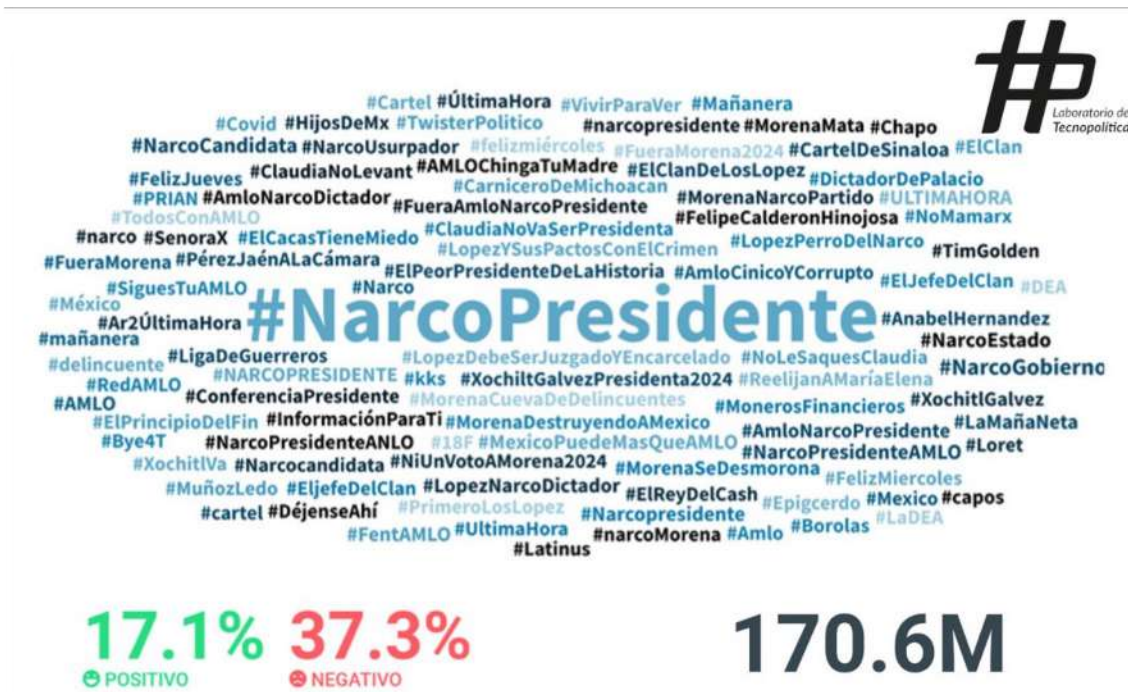 #Cartel #ÚltimaHora #VivirParaVer #Mañanera
#Covid #HijosDeMx #TwisterPolitico #narcopresidente #MorenaMata #Chapo
Laboratorio de
Tecnopolítica
#NarcoCandidata #NarcoUsurpador #felizmiércoles #FueraMorena2024 #CartelDeSinaloa #ElClan
#FelizJueves #ClaudiaNoLevant #AMLOChingaTuMadre #ElClanDeLosLopez #DictadorDePalacio
#CarniceroDeMichoacan
#PRIAN #AmloNarcoDictador #FueraAmloNarcoPresidente #MorenaNarcoPartido #ULTIMAHORA
#TodosConAMLO #FelipeCalderonHinojosa #NoMamarx
#narco #SenoraX #ElCacasTieneMiedo #ClaudiaNoVaSerPresidenta #LopezPerroDelNarco
#LopezYSusPactosConElCrimen #TimGolden
#FueraMorena #PérezJaénALaCámara #ElPeorPresidenteDeLaHistoria #AmloCinicoYCorrupto #ElJefeDelClan #DEA
#SiguesTuAMLO #Narco
#México
#Ar2ÚltimaHora #NarcoPresidente #AnabelHernandez
#mañanera #NarcoEstado
#delincuente #LigaDeGuerreros #LopezDebeSerJuzgadoYEncarcelado #NoLeSaquesClaudia #NarcoGobierno
#RedAMLO #NARCOPRESIDENTE #kks #XochiltGalvezPresidenta2024 #ReelijanAMaríaElena
#AMLO #ConferenciaPresidente #MorenaCuevaDeDelincuentes #MonerosFinancieros #XochitlGalvez
#ElPrincipioDelFin #InformaciónParaTi #MorenaDestruyendoAMexico #AmloNarcoPresidente #LaMañaNeta
#Bye4T #NarcoPresidenteANLO #18F #MexicoPuedeMasQueAMLO #NarcoPresidenteAMLO #Loret
#XochitlVa #Narcocandidata #NiUnVotoAMorena2024 #MorenaSeDesmorona #FelizMiercoles
#MuñozLedo #EljefeDelClan #LopezNarcoDictador #ElReyDelCash #Epigcerdo #Mexico #capos
#cartel #DéjenseAhí #PrimeroLosLopez #Narcopresidente #Borolas #LaDEA
#FentAMLO #UltimaHora #narcoMorena #Amlo
#Latinus
17.1% 37.3% 170.6M
POSITIVO NEGATIVO